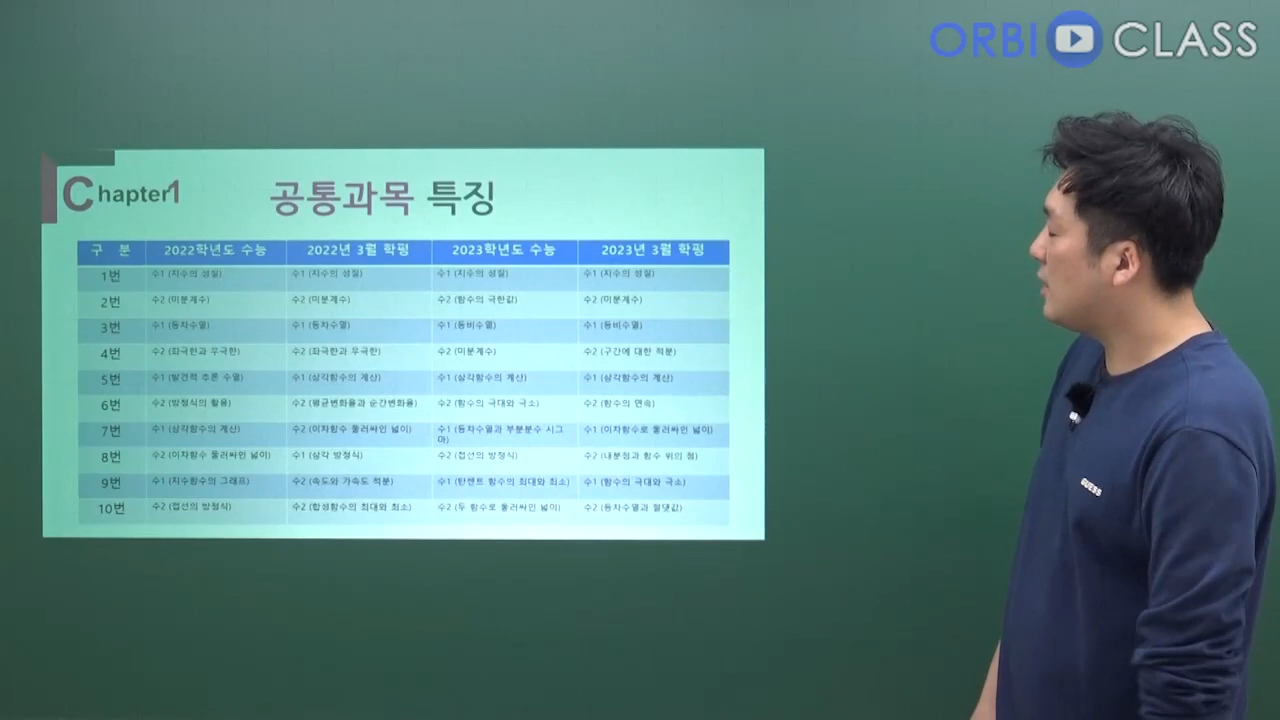 ORBI CLASS
Chapter1
공통과목 특징
구 분 2022학년도 수능 2022년 3월 학평 2023학년도 수능 2023년 3월 학평
1번 수1 (지수의 성질) 수1 (지수의 성질) 수1 (지수의 성질) 수1 (지수의 성질)
2번 수2 (미분계수) 수2 (미분계수) 수2 (함수의 극한값) 수2 (미분계수)
3번 수1 (등차수열) 수1 (등차수열) 수1 (등비수열) 수1 (등비수열)
4번 수2 (좌극한과 우극한) 수2 (좌극한과 우극한) 수2 (미분계수) 수2 (구간에 대한 적분)
5번 수1 (발견적 추론 수열) 수1 (삼각함수의 계산) 수1 (삼각함수의 계산) 수1 (삼각함수의 계산)
6번 수2 (방정식의 활용) 수2 (평균변화율과 순간변화율) 수2 (함수의 극대와 극소) 수2 (함수의 연속)
7번 수1 (삼각함수의 계산) 수2 (이차함수 둘러싸인 넓이) 수1 (등차수열과 부분분수 시그마) 수1 (이차함수로 둘러싸인 넓이)
8번 수2 (이차함수 둘러싸인 넓이) 수1 (삼각 방정식) 수2 (접선의 방정식) 수2 (내분점과 함수 위의 점)
9번 수1 (지수함수의 그래프) 수2 (속도와 가속도 적분) 수1 (탄젠트 함수의 최대와 최소) 수1 (함수의 극대와 극소)
10번 수2 (접선의 방정식) 수2 (합성함수의 최대와 최소) 수2 (두 함수로 둘러싸인 넓이) 수2 (등차수열과 절댓값)
GUESS